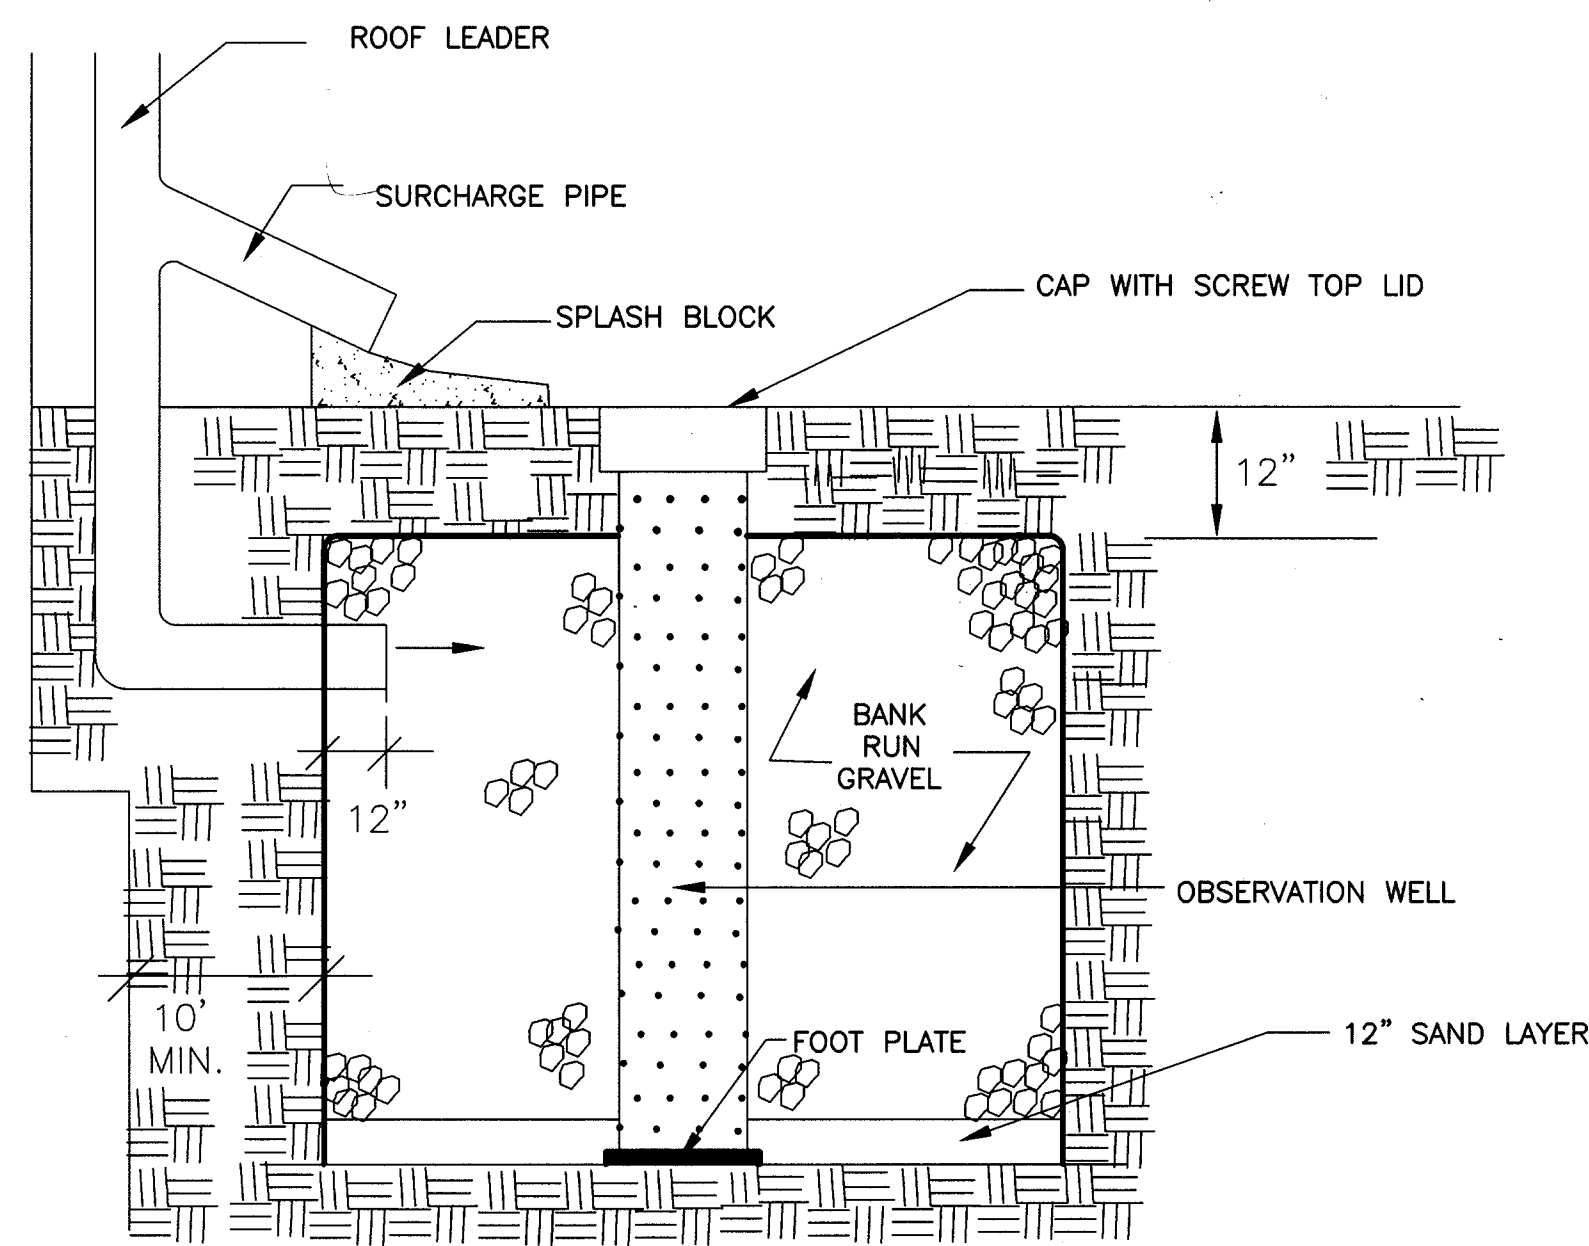 ROOF LEADER
SURCHARGE PIPE
CAP WITH SCREW TOP LID
SPLASH BLOCK
12”
BANK
RUN
GRAVEL
12”
OBSERVATION WELL
10’
MIN.
FOOT PLATE
12” SAND LAYER